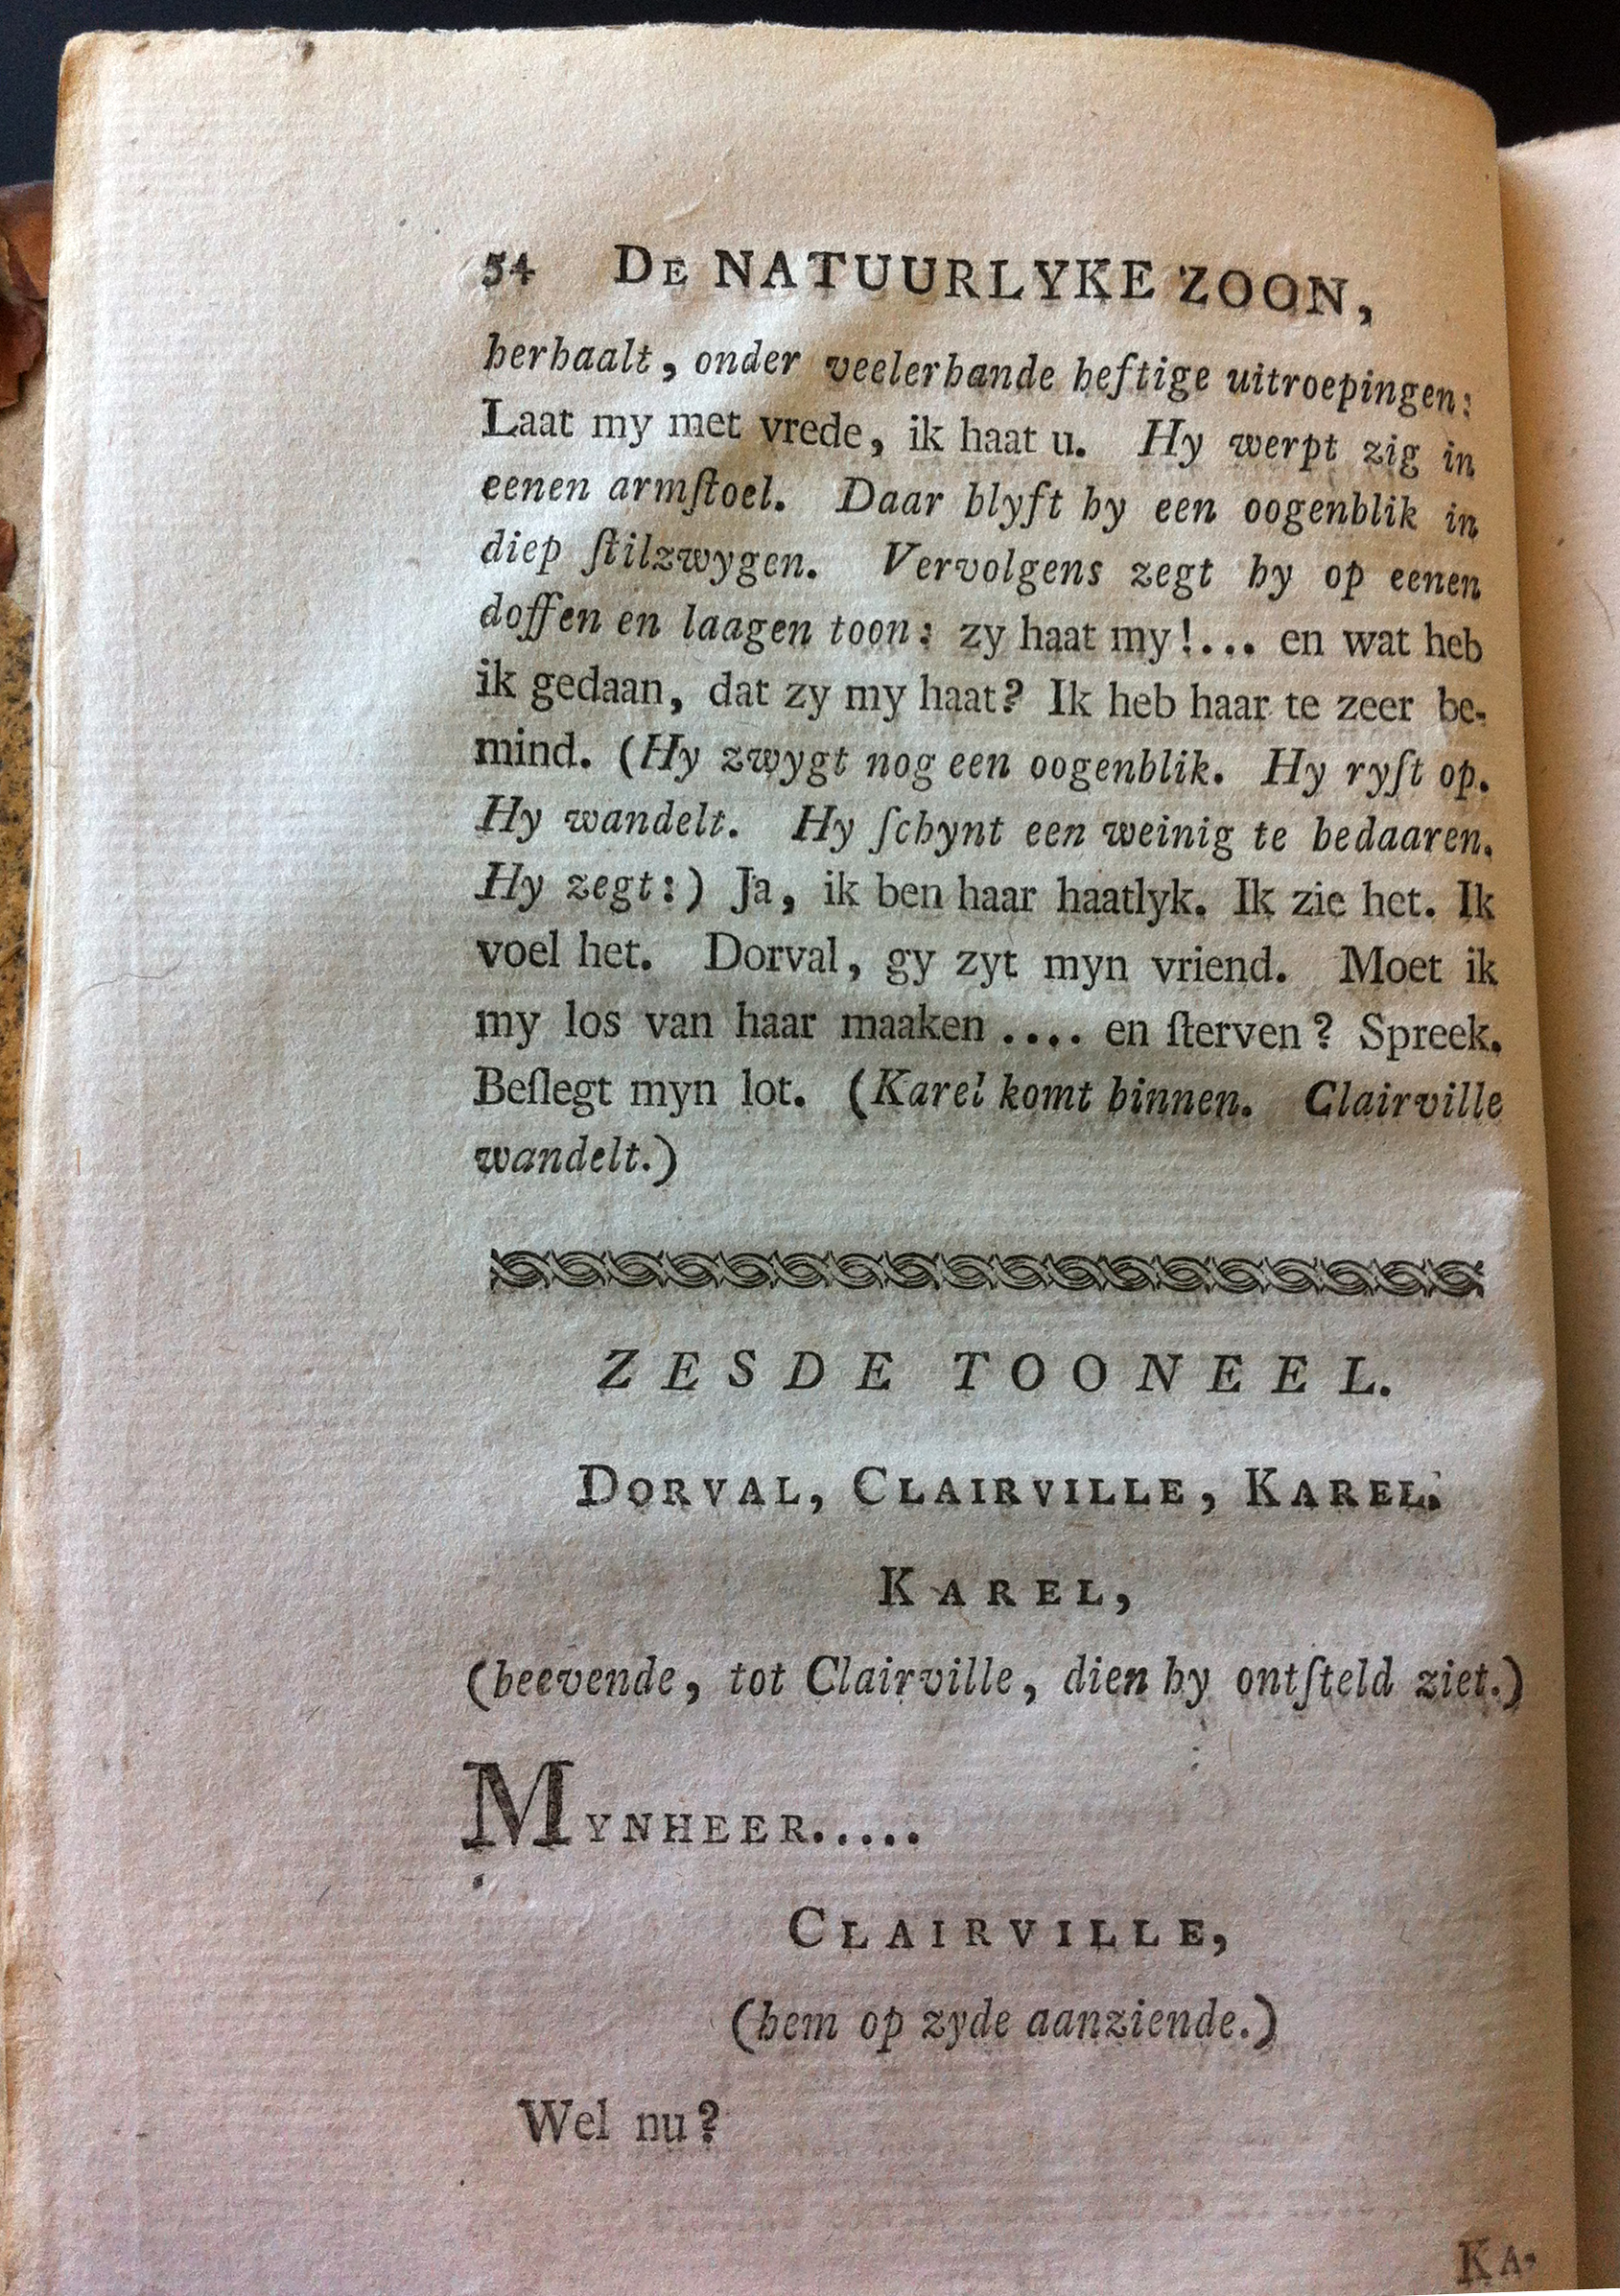 54 DE NATUURLYKE ZOON,
herhaalt, onder veelerhande heftige uitroepingen:
Laat my met vrede, ik haat u. Hy werpt zig in
eenen armſtoel. Daar blyft hy een oogenblik in
diep ſtilzwygen. Vervolgens zegt hy op eenen
doffen en laagen toon: zy haat my!... en wat heb
ik gedaan, dat zy my haat? Ik heb haar te zeer be-
mind. (Hy zwygt nog een oogenblik. Hy ryſt op.
Hy wandelt. Hy ſchynt een weinig te bedaaren.
Hy zegt:) Ja, ik ben haar haatlyk. Ik zie het. Ik
voel het. Dorval, gy zyt myn vriend. Moet ik
my los van haar maaken .... en ſterven? Spreek.
Beſlegt myn lot. (Karel komt binnen. Clairville
wandelt.)
ZESDE TOONEEL.
DORVAL, CLAIRVILLE, KAREL.
KAREL,
(beevende, tot Clairville, dien hy ontſteld ziet.)
MYNHEER.....
CLAIRVILLE,
(hem op zyde aanziende.)
Wel nu?
KA-